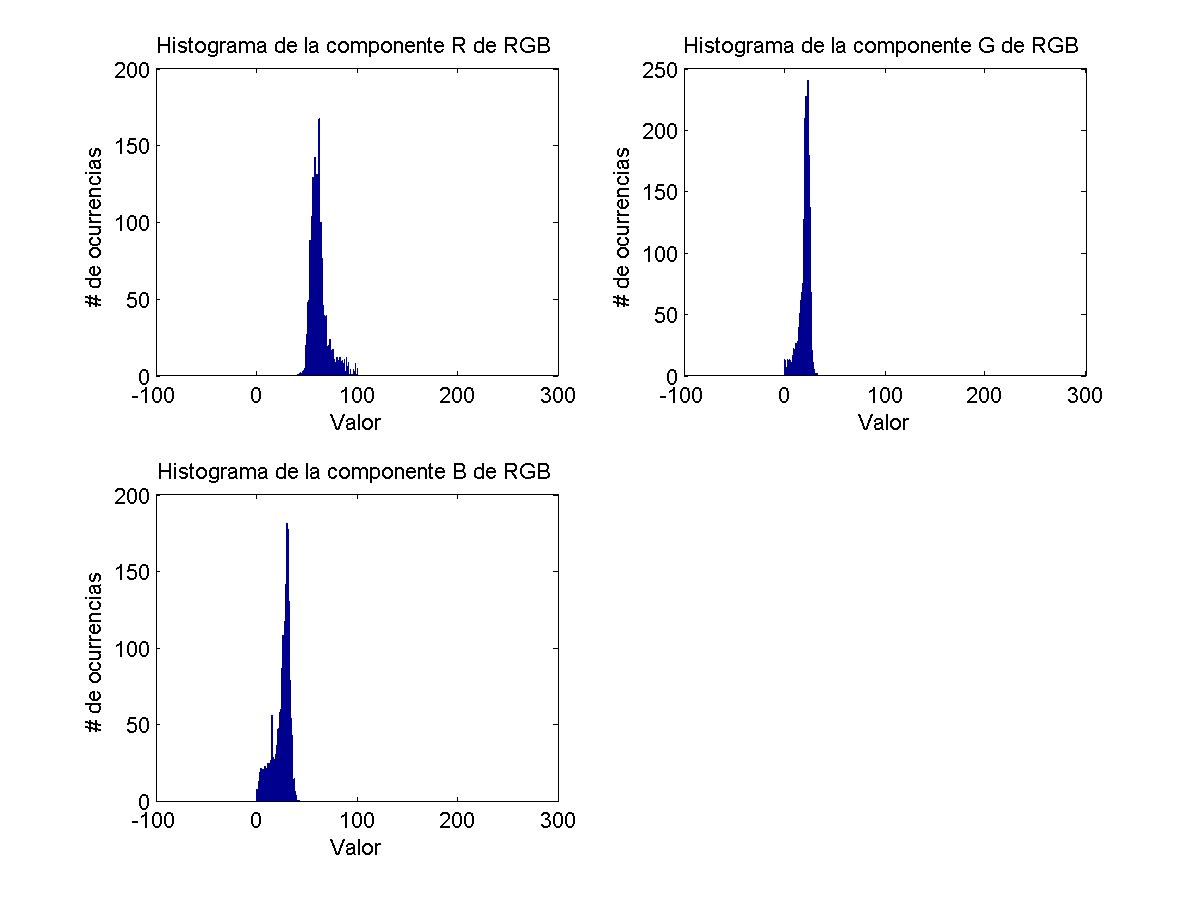 Histograma de la componente R de RGB
200
150
100
50
0
-100 0 100 200 300
# de ocurrencias
Valor
Histograma de la componente G de RGB
250
200
150
100
50
0
-100 0 100 200 300
# de ocurrencias
Valor
Histograma de la componente B de RGB
200
150
100
50
0
-100 0 100 200 300
# de ocurrencias
Valor